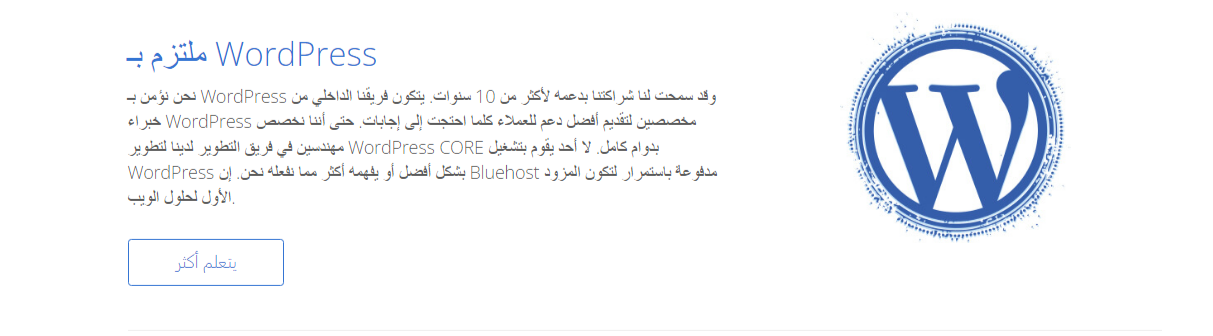 ملتزم بـ WordPress
نحن نؤمن بـ WordPress وقد سمحت لنا شراكتنا بدعمه لأكثر من 10 سنوات. يتكون فريقنا الداخلي من
خبراء WordPress مخصصين لتقديم أفضل دعم للعملاء كلما احتجت إلى إجابات. حتى أننا نخصص
مهندسين في فريق التطوير لدينا لتطوير WordPress CORE بدوام كامل. لا أحد يقوم بتشغيل
WordPress بشكل أفضل أو يفهمه أكثر مما نفعله نحن. إن Bluehost مدفوعة باستمرار لتكون المزود
الأول لحلول الويب.
يتعلم أكثر